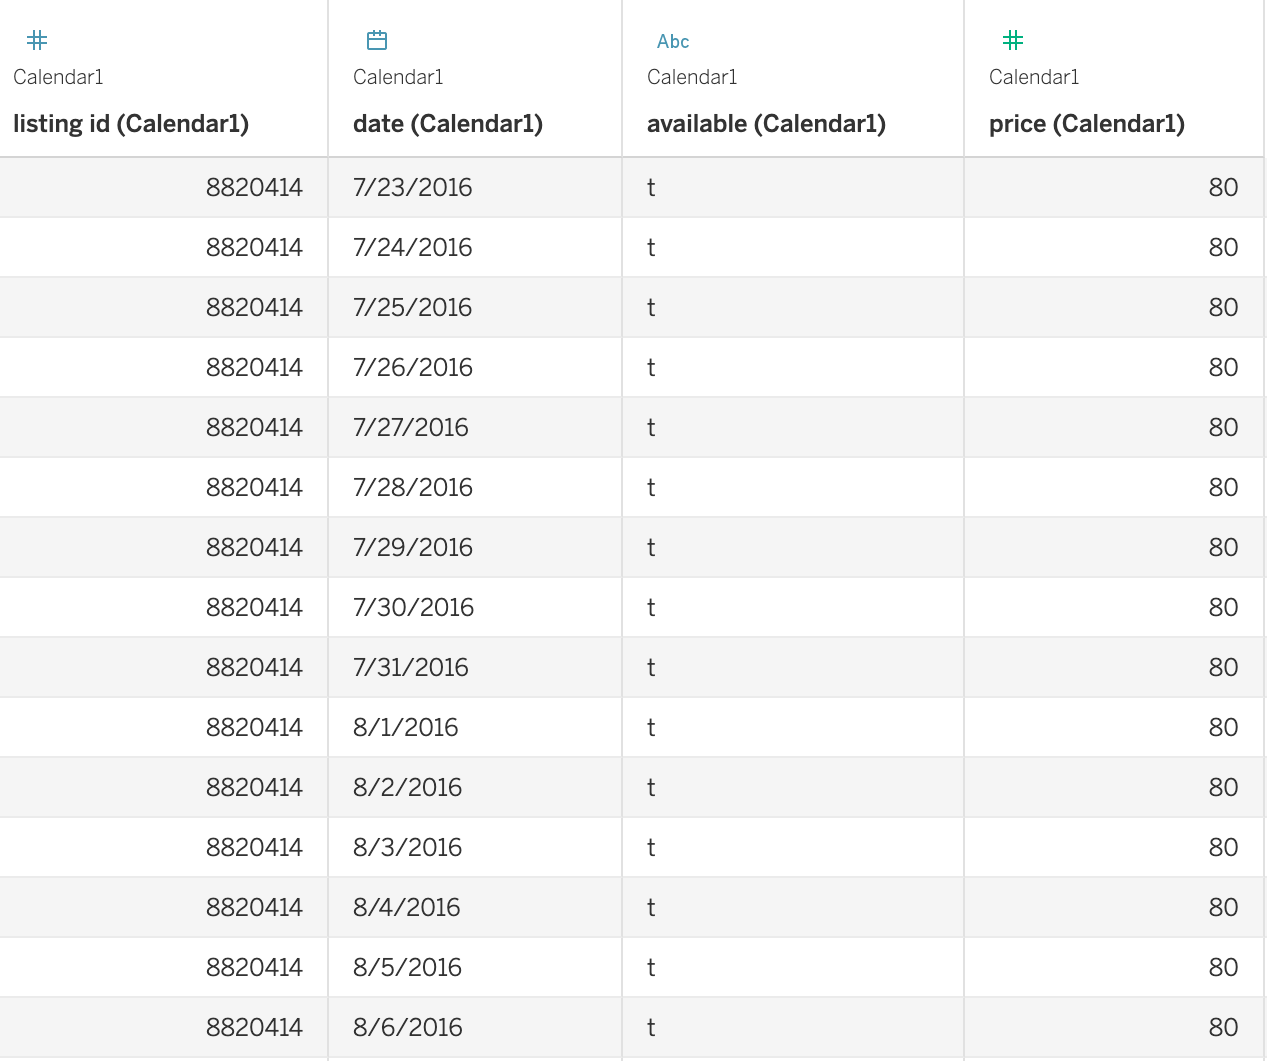 Abc
Calendar1 Calendar1 Calendar1 Calendar1
listing id (Calendar1) date (Calendar1) available (Calendar1) price (Calendar1)
8820414 7/23/2016 t 80
8820414 7/24/2016 t 80
8820414 7/25/2016 t 80
8820414 7/26/2016 t 80
8820414 7/27/2016 t 80
8820414 7/28/2016 t 80
8820414 7/29/2016 t 80
8820414 7/30/2016 t 80
8820414 7/31/2016 t 80
8820414 8/1/2016 t 80
8820414 8/2/2016 t 80
8820414 8/3/2016 t 80
8820414 8/4/2016 t 80
8820414 8/5/2016 t 80
8820414 8/6/2016 t 80